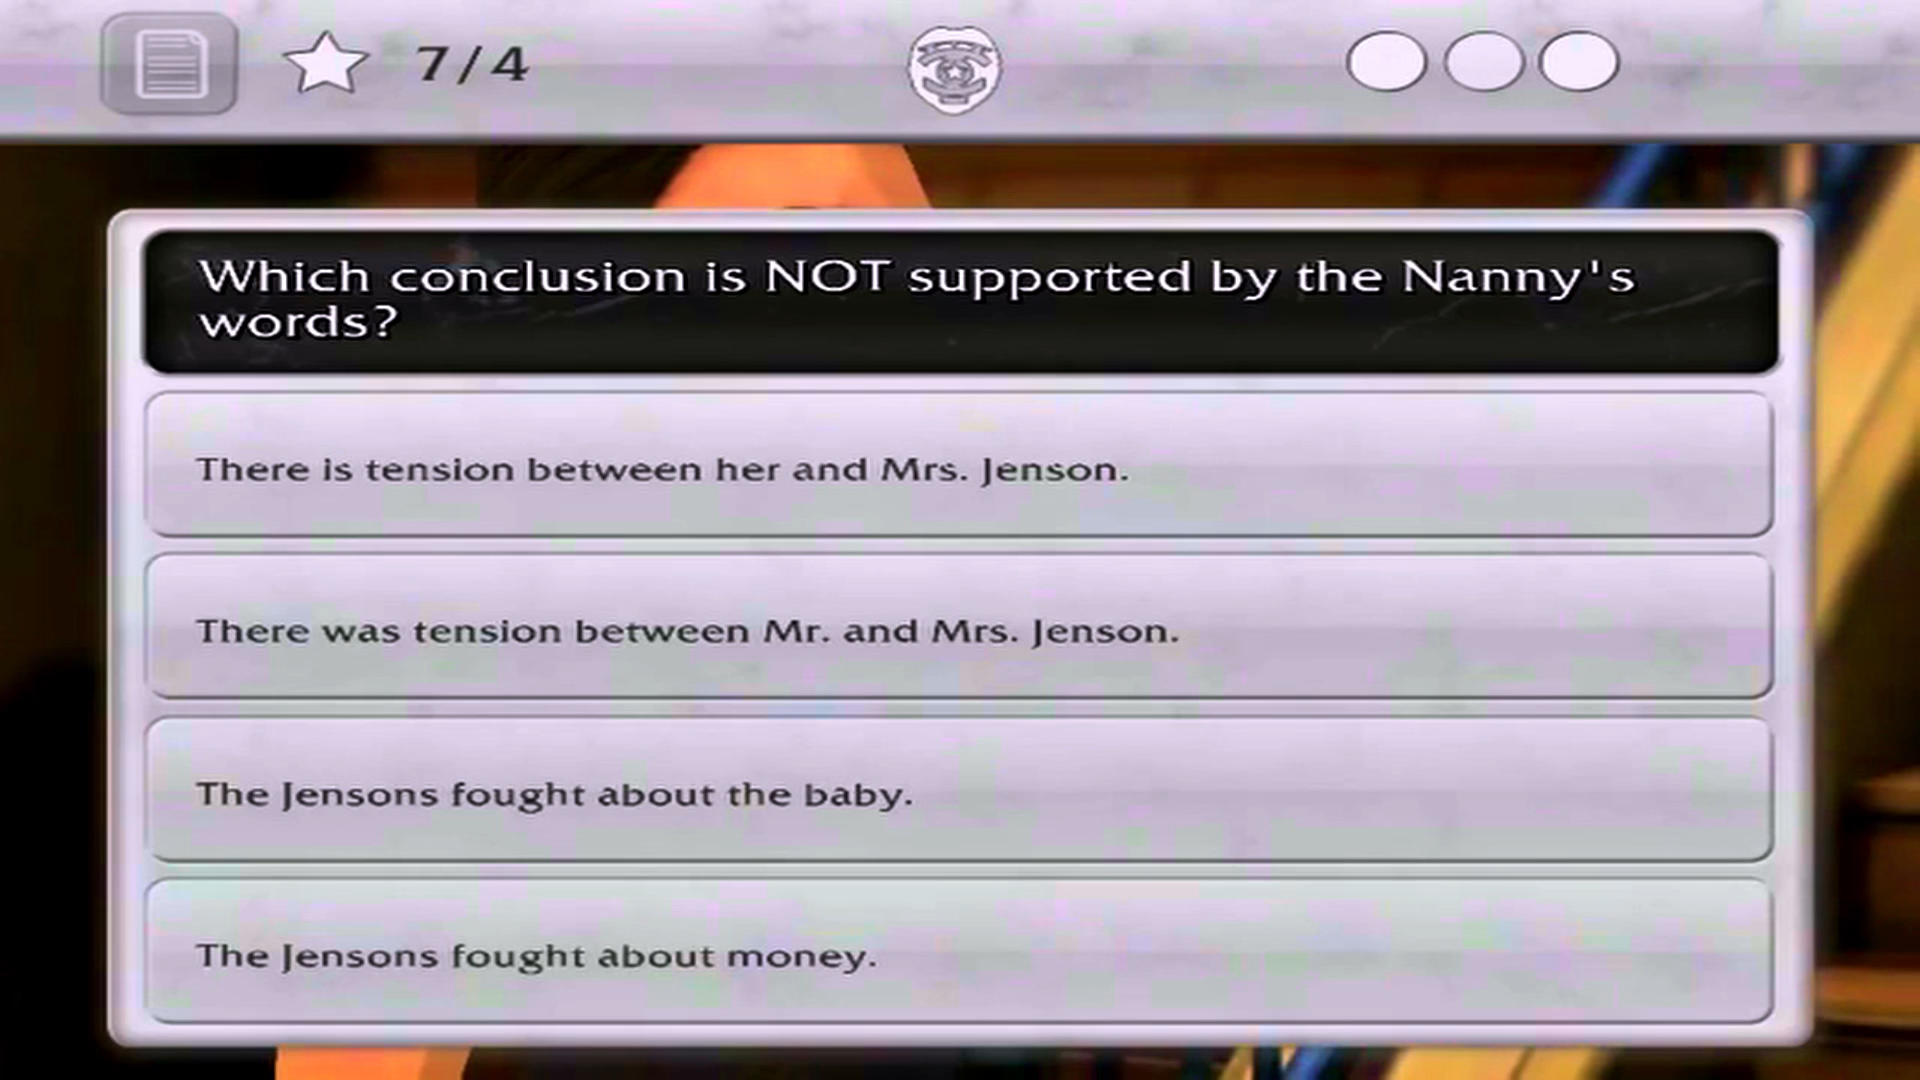 7/4
Which conclusion is NOT supported by the Nanny's
words?
There is tension between her and Mrs. Jenson.
There was tension between Mr. and Mrs. Jenson.
The Jensons fought about the baby.
The Jensons fought about money.